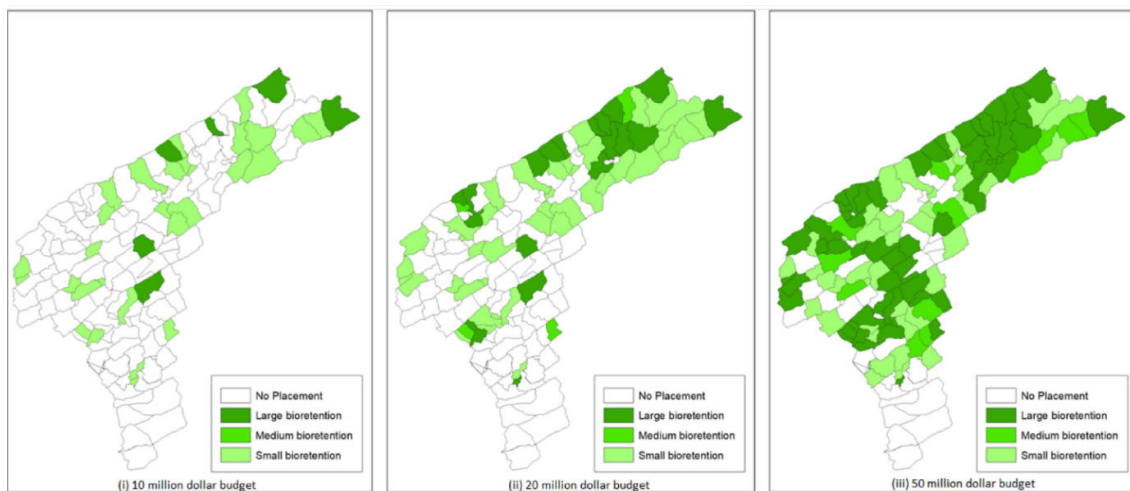 No Placement
Large bioretention
Medium bioretention
Small bioretention
(i) 10 million dollar budget
No Placement
Large bioretention
Medium bioretention
Small bioretention
(ii) 20 million dollar budget
No Placement
Large bioretention
Medium bioretention
Small bioretention
(iii) 50 million dollar budget